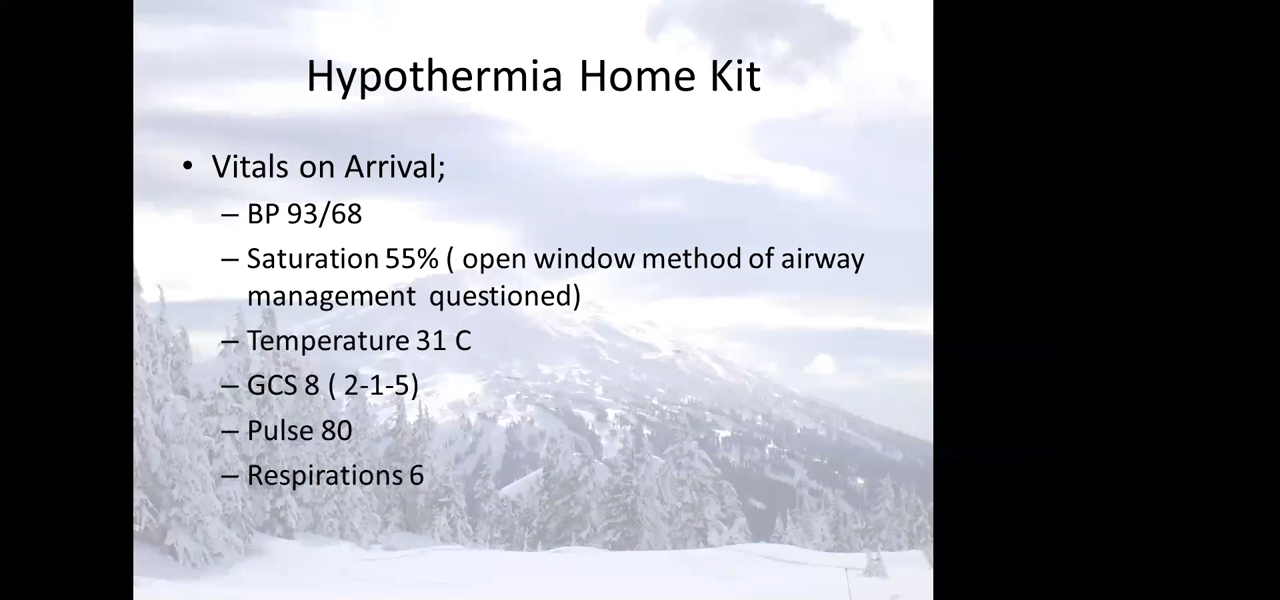 Hypothermia Home Kit
• Vitals on Arrival;
– BP 93/68
– Saturation 55% ( open window method of airway
management questioned)
– Temperature 31 C
– GCS 8 ( 2-1-5)
– Pulse 80
– Respirations 6